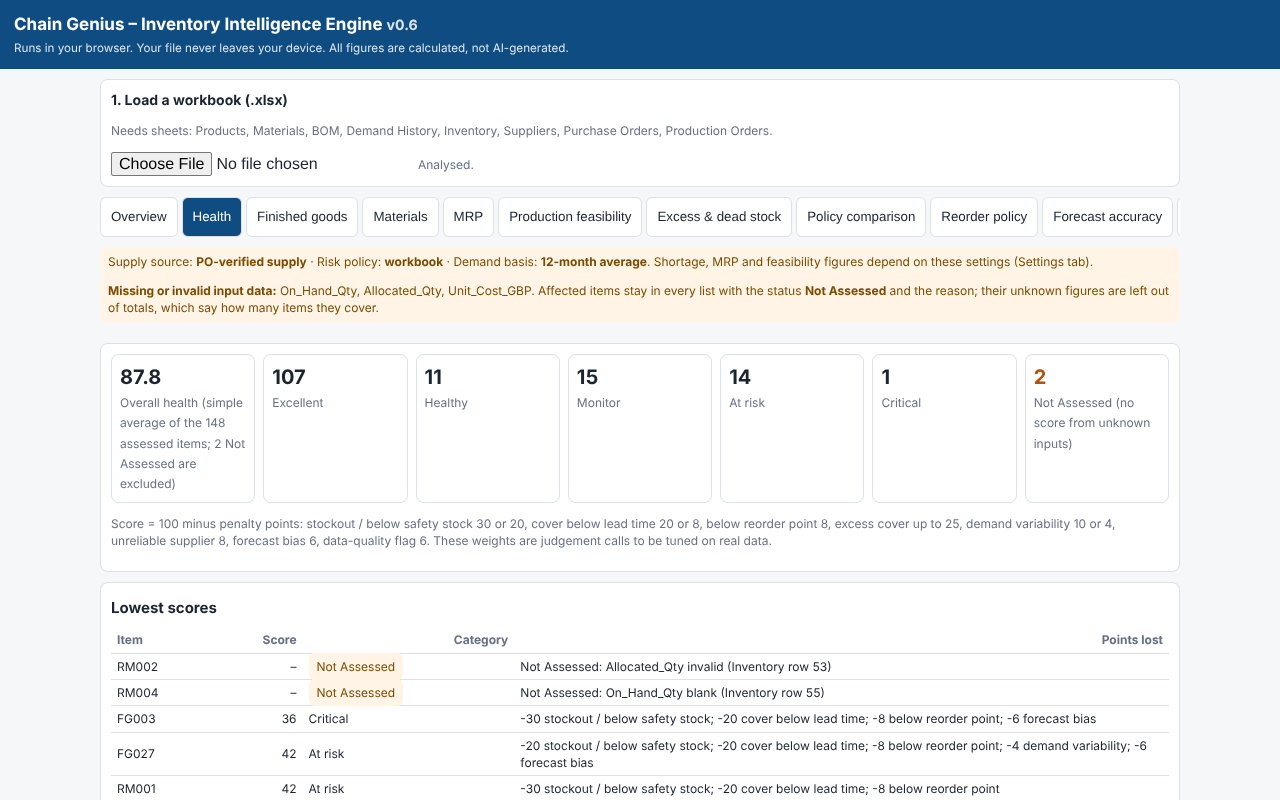 Chain Genius – Inventory Intelligence Engine v0.6
Runs in your browser. Your file never leaves your device. All figures are calculated, not AI-generated.
1. Load a workbook (.xlsx)
Needs sheets: Products, Materials, BOM, Demand History, Inventory, Suppliers, Purchase Orders, Production Orders.
Choose File No file chosen Analysed.
Overview Health Finished goods Materials MRP Production feasibility Excess & dead stock Policy comparison Reorder policy Forecast accuracy
Supply source: PO-verified supply · Risk policy: workbook · Demand basis: 12-month average. Shortage, MRP and feasibility figures depend on these settings (Settings tab).
Missing or invalid input data: On_Hand_Qty, Allocated_Qty, Unit_Cost_GBP. Affected items stay in every list with the status Not Assessed and the reason; their unknown figures are left out
of totals, which say how many items they cover.
87.8
Overall health (simple
average of the 148
assessed items; 2 Not
Assessed are
excluded)
107
Excellent
11
Healthy
15
Monitor
14
At risk
1
Critical
2
Not Assessed (no
score from unknown
inputs)
Score = 100 minus penalty points: stockout / below safety stock 30 or 20, cover below lead time 20 or 8, below reorder point 8, excess cover up to 25, demand variability 10 or 4,
unreliable supplier 8, forecast bias 6, data-quality flag 6. These weights are judgement calls to be tuned on real data.
Lowest scores
Item Score Category Points lost
RM002 – Not Assessed Not Assessed: Allocated_Qty invalid (Inventory row 53)
RM004 – Not Assessed Not Assessed: On_Hand_Qty blank (Inventory row 55)
FG003 36 Critical -30 stockout / below safety stock; -20 cover below lead time; -8 below reorder point; -6 forecast bias
FG027 42 At risk -20 stockout / below safety stock; -20 cover below lead time; -8 below reorder point; -4 demand variability; -6
forecast bias
RM001 42 At risk -30 stockout / below safety stock; -20 cover below lead time; -8 below reorder point